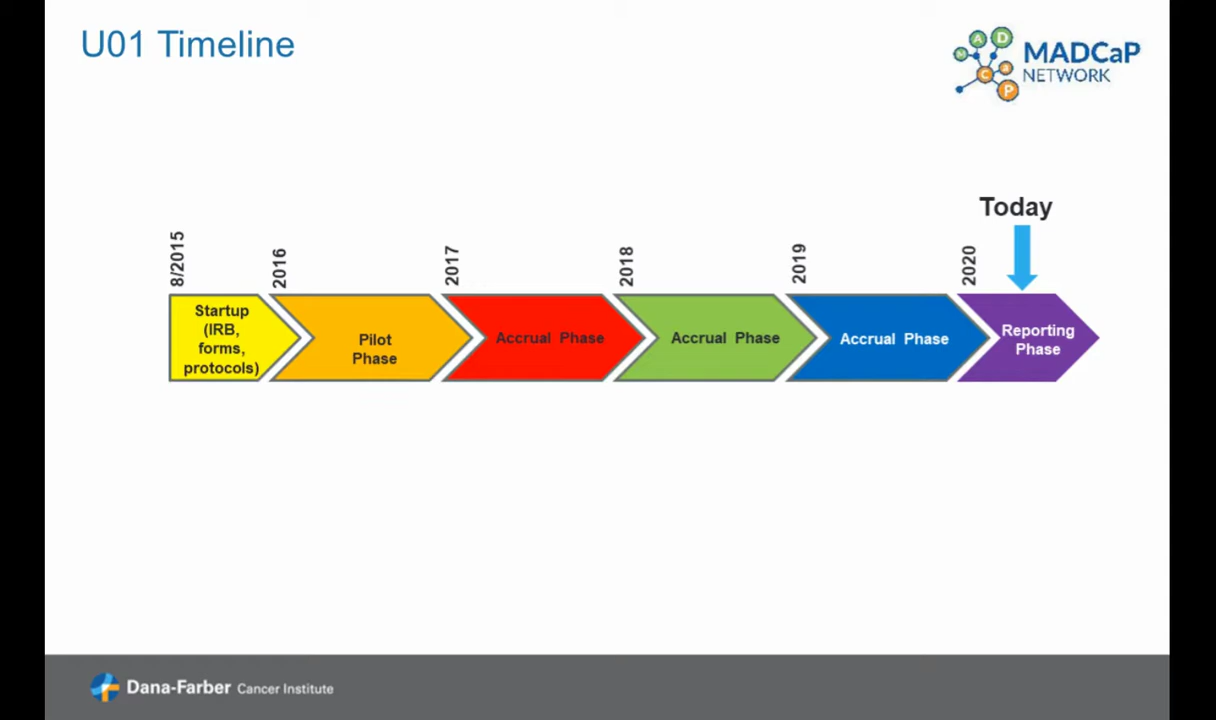 U01 Timeline
M
A
D
C
a
P
MADCaP
NETWORK
Today
8/2015
2016
2017
2018
2019
2020
Startup
(IRB,
forms,
protocols)
Pilot
Phase
Accrual Phase
Accrual Phase
Accrual Phase
Reporting
Phase
Dana-Farber Cancer Institute